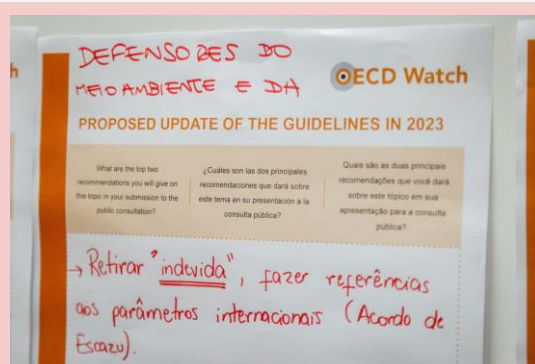 DEFENSORES DO
MEIO AMBIENTE E DH
OECD Watch
PROPOSED UPDATE OF THE GUIDELINES IN 2023
What are the top two
recommendations you will give on
this topic in your submission to the
public consultation?
¿Cuáles son las dos principales
recomendaciones que dará sobre
este tema en su presentación a la
consulta pública?
Quais são as duas principais
recomendações que você dará
sobre este tópico em sua
apresentação para a consulta
pública?
→ Retirar "indevida", fazer referências
aos parâmetros internacionais (Acordo de
Escazu).